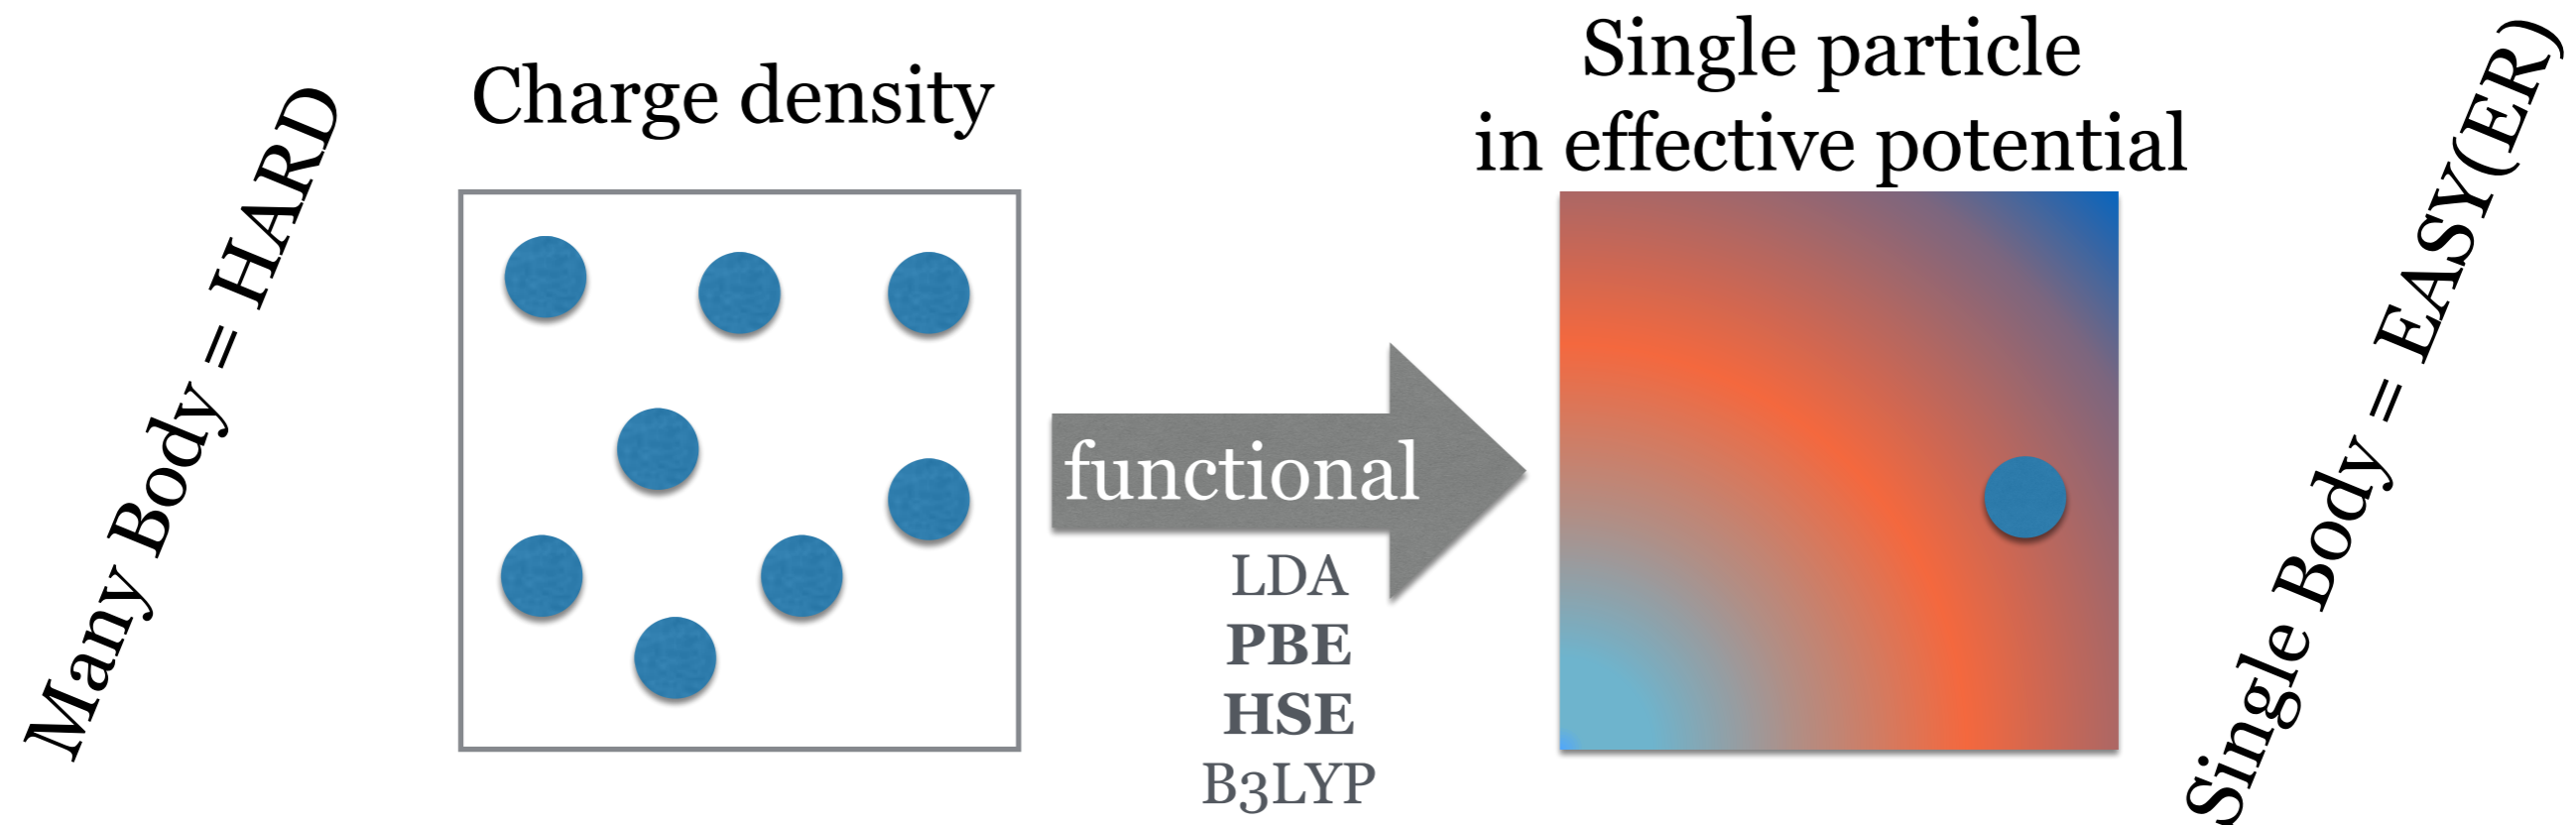 Many Body = HARD
Charge density
functional
LDA
PBE
HSE
B3LYP
Single particle
in effective potential
Single Body = EASY(ER)